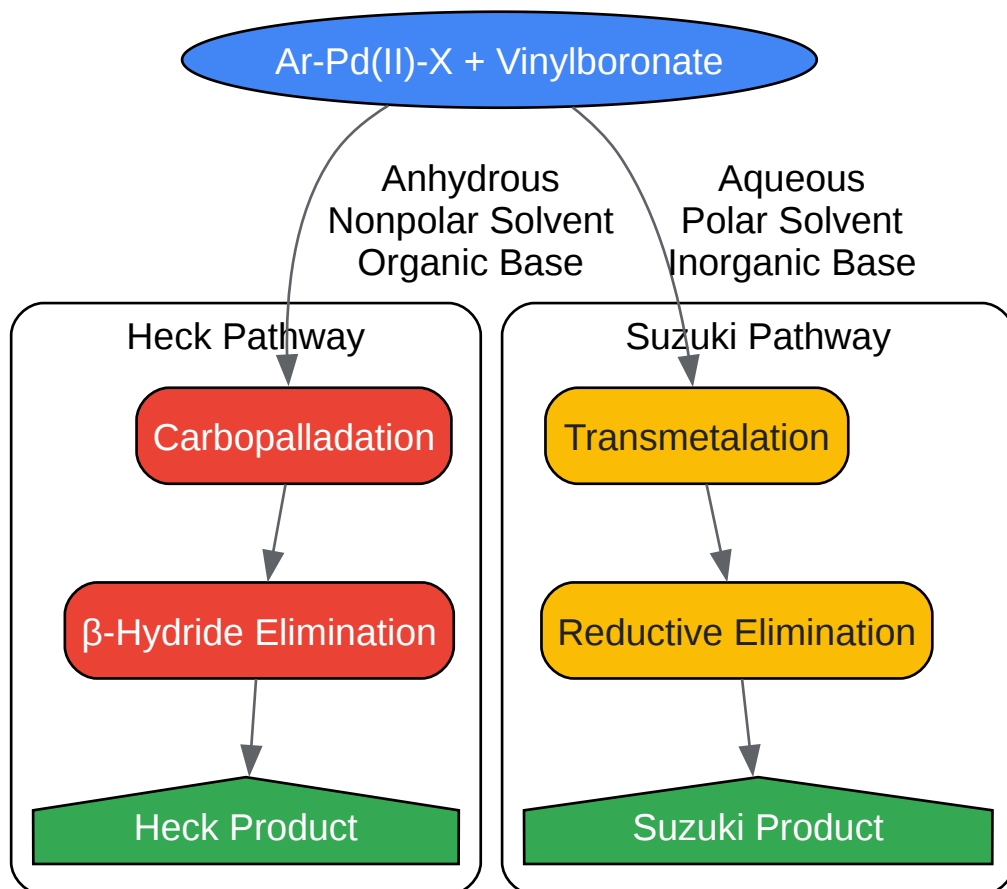 Ar-Pd(II)-X + Vinylboronate
Anhydrous
Nonpolar Solvent
Organic Base
Aqueous
Polar Solvent
Inorganic Base
Heck Pathway
Carbopalladation
β-Hydride Elimination
Heck Product
Suzuki Pathway
Transmetalation
Reductive Elimination
Suzuki Product